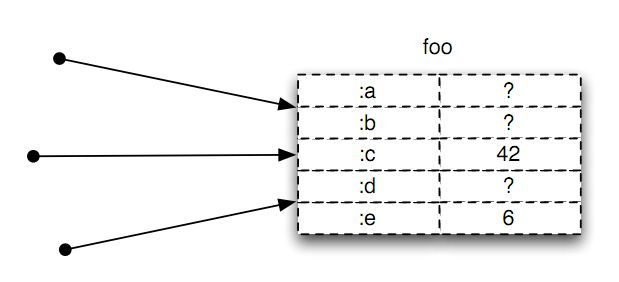 foo
:a ?
:b ?
:c 42
:d ?
:e 6